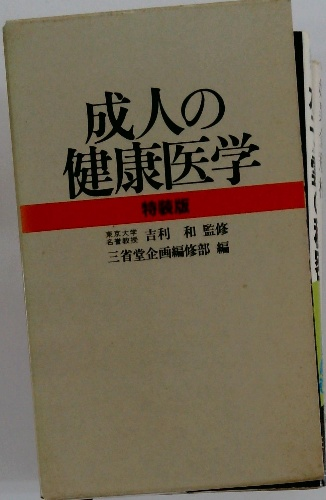 成人の
健康医学
特装版
東京大学
名誉教授 吉利 和 監修
三省堂企画編修部 編